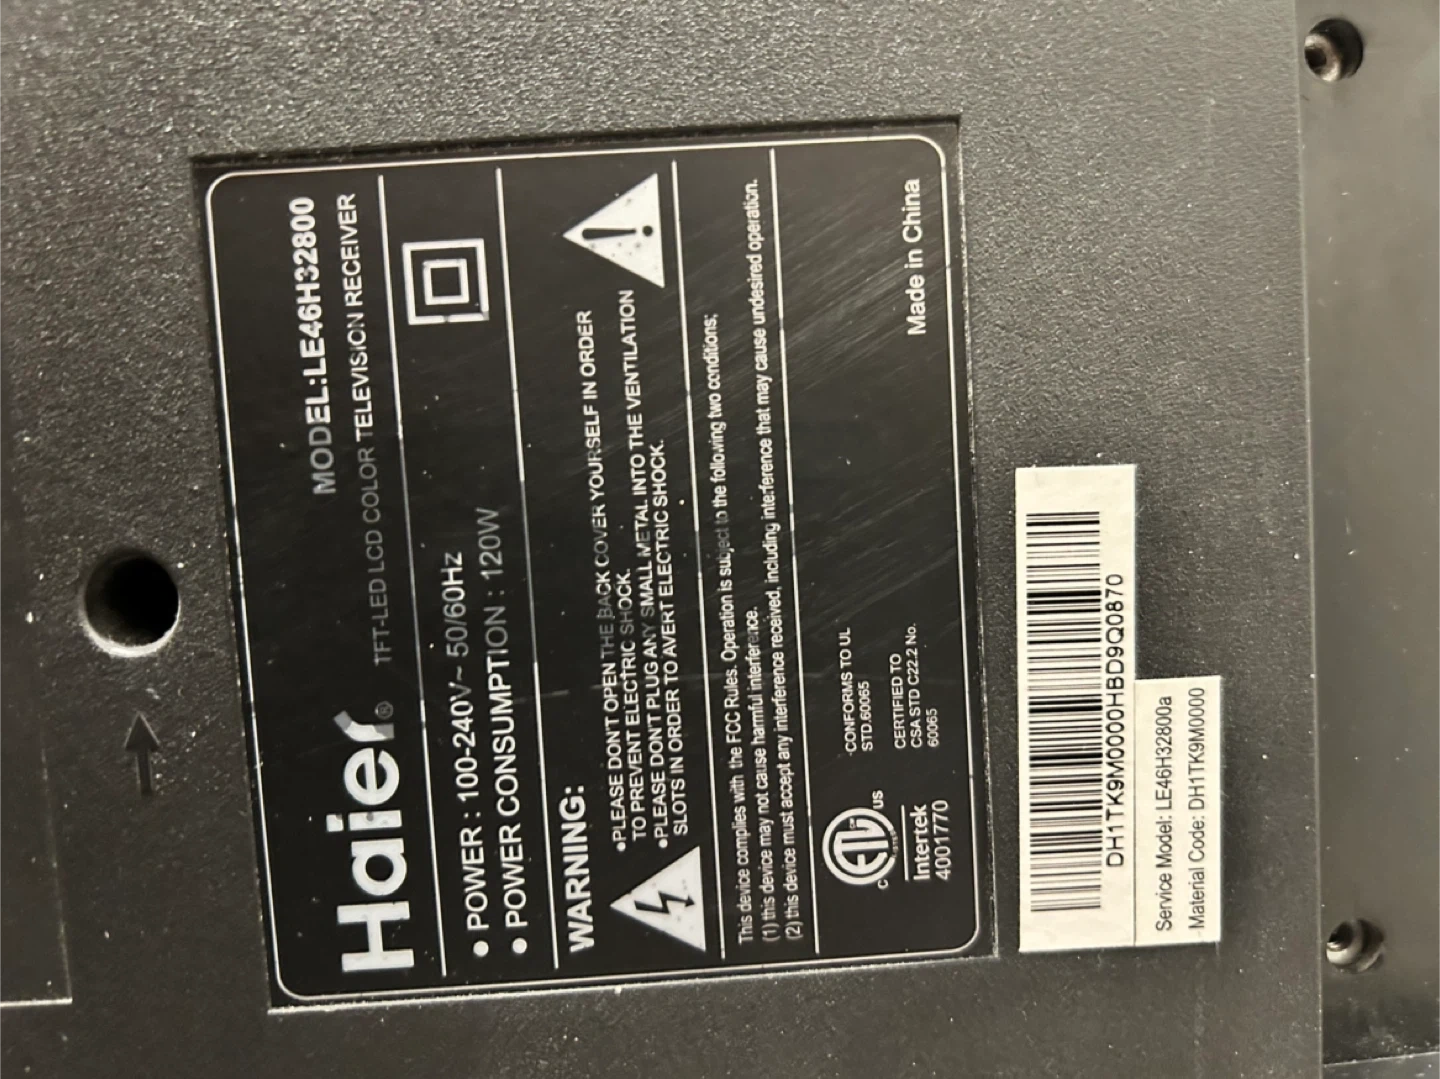 Haier®
MODEL:LE46H32800
TFT-LED LCD COLOR TELEVISION RECEIVER
• POWER : 100-240V~ 50/60Hz
• POWER CONSUMPTION : 120W
WARNING:
•PLEASE DON'T OPEN THE BACK COVER YOURSELF IN ORDER
TO PREVENT ELECTRIC SHOCK.
•PLEASE DON'T PLUG ANY SMALL METAL INTO THE VENTILATION
SLOTS IN ORDER TO AVERT ELECTRIC SHOCK.
This device complies with the FCC Rules. Operation is subject to the following two conditions;
(1) this device may not cause harmful interference.
(2) this device must accept any interference received, including interference that may cause undesired operation.
C ETL US
Intertek
4001770
CONFORMS TO UL
STD.60065
CERTIFIED TO
CSA STD C22.2 No.
60065
Made in China
DH1TK9M0000HBD9Q0870
Service Model: LE46H32800a
Material Code: DH1TK9M0000